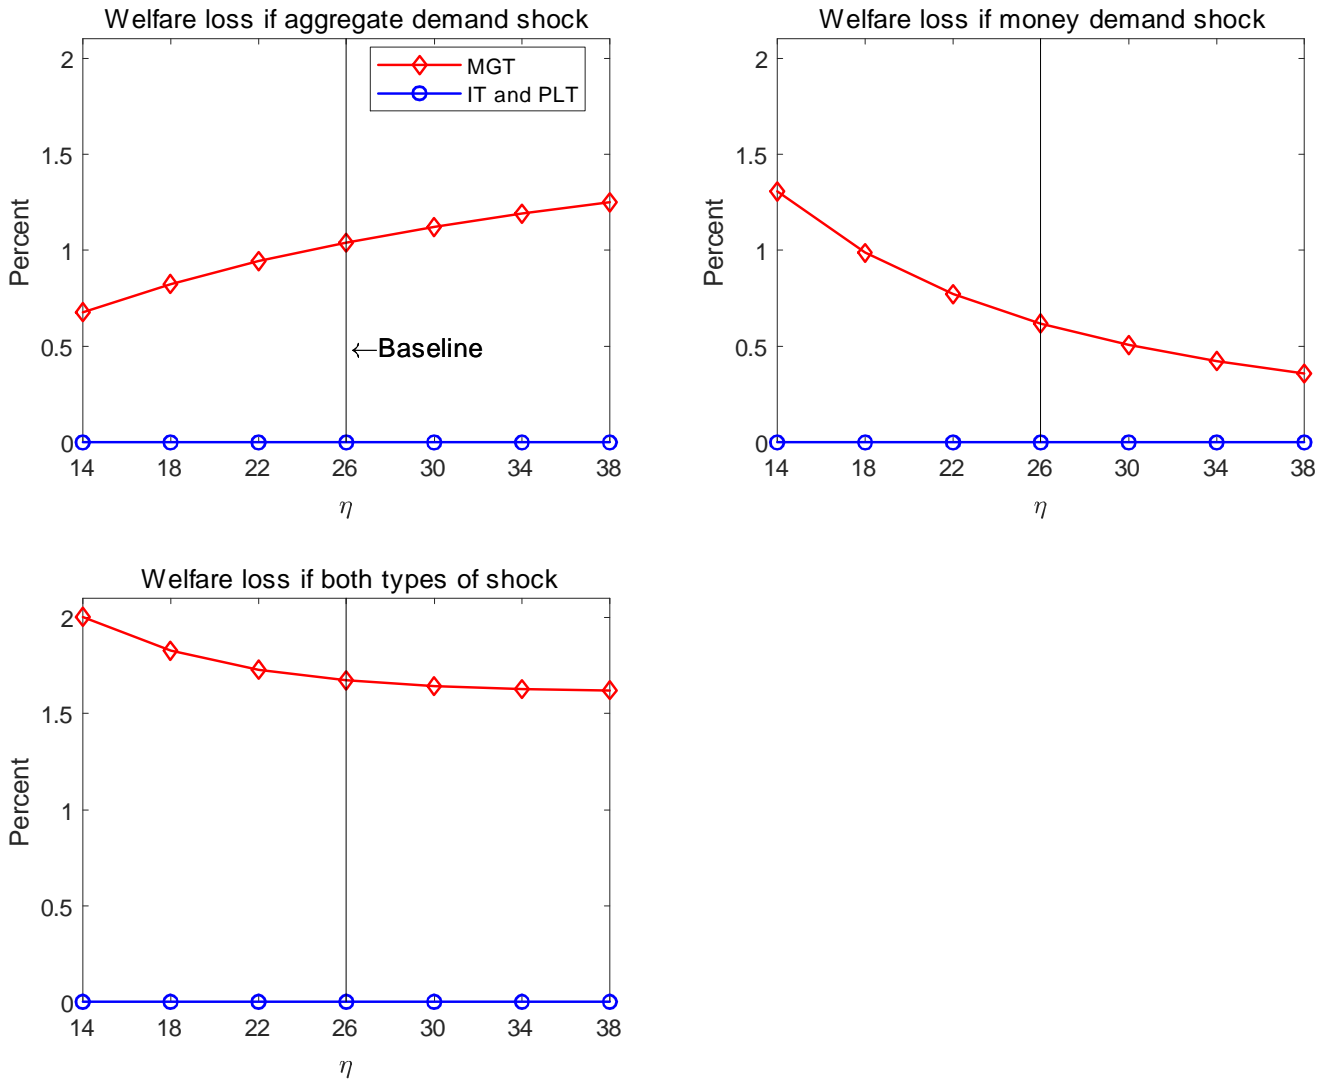 Welfare loss if aggregate demand shock
2
1.5
1
0.5
0
Percent
MGT
IT and PLT
←Baseline
14 18 22 26 30 34 38
η
Welfare loss if money demand shock
2
1.5
1
0.5
0
Percent
14 18 22 26 30 34 38
η
Welfare loss if both types of shock
2
1.5
1
0.5
0
Percent
14 18 22 26 30 34 38
η